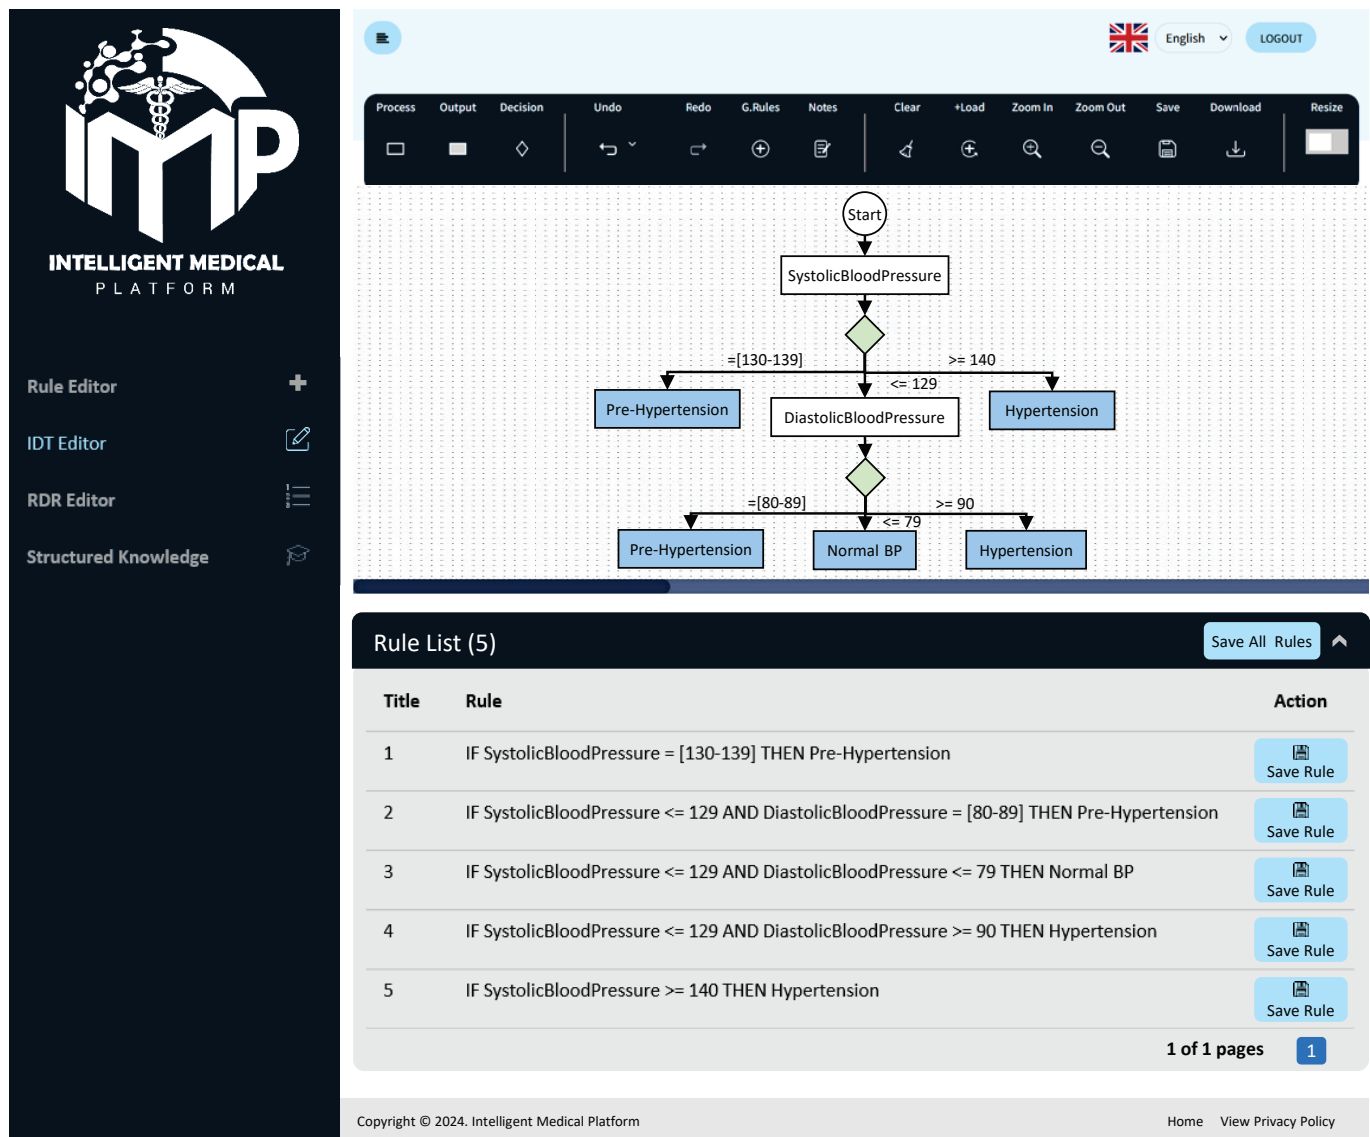 IMP
INTELLIGENT MEDICAL
PLATFORM
Rule Editor
IDT Editor
RDR Editor
Structured Knowledge
English
LOGOUT
Process Output Decision Undo Redo G.Rules Notes Clear +Load Zoom In Zoom Out Save Download Resize
Start
SystolicBloodPressure
=[130-139] >= 140
<= 129
Pre-Hypertension DiastolicBloodPressure Hypertension
=[80-89] >= 90
<= 79
Pre-Hypertension Normal BP Hypertension
Rule List (5) Save All Rules
Title Rule Action
1 IF SystolicBloodPressure = [130-139] THEN Pre-Hypertension Save Rule
2 IF SystolicBloodPressure <= 129 AND DiastolicBloodPressure = [80-89] THEN Pre-Hypertension Save Rule
3 IF SystolicBloodPressure <= 129 AND DiastolicBloodPressure <= 79 THEN Normal BP Save Rule
4 IF SystolicBloodPressure <= 129 AND DiastolicBloodPressure >= 90 THEN Hypertension Save Rule
5 IF SystolicBloodPressure >= 140 THEN Hypertension Save Rule
1 of 1 pages 1
Copyright © 2024. Intelligent Medical Platform Home View Privacy Policy